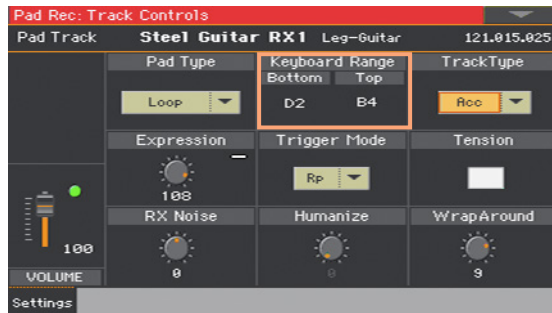 Pad Rec: Track Controls
Pad Track Steel Guitar RX1 Leg-Guitar 121.015.025
Pad Type Keyboard Range TrackType
Bottom Top
Loop D2 B4 Acc
Expression Trigger Mode Tension
Rp
108
RX Noise Humanize WrapAround
100
0 0 9
VOLUME
Settings